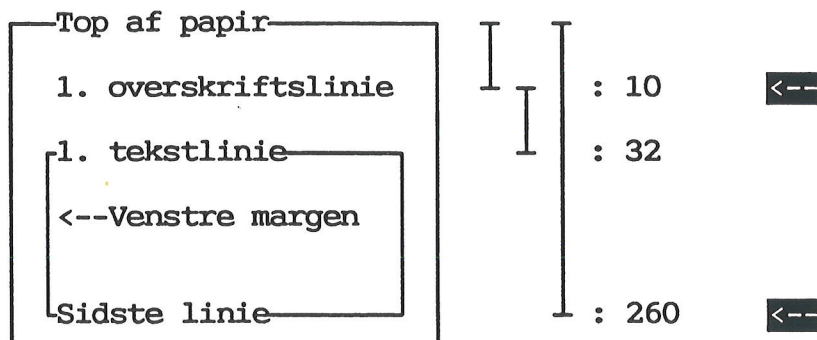 Top af papir
1. overskriftslinie : 10 <--
1. tekstlinie : 32
<--Venstre margen
Sidste linie : 260 <--